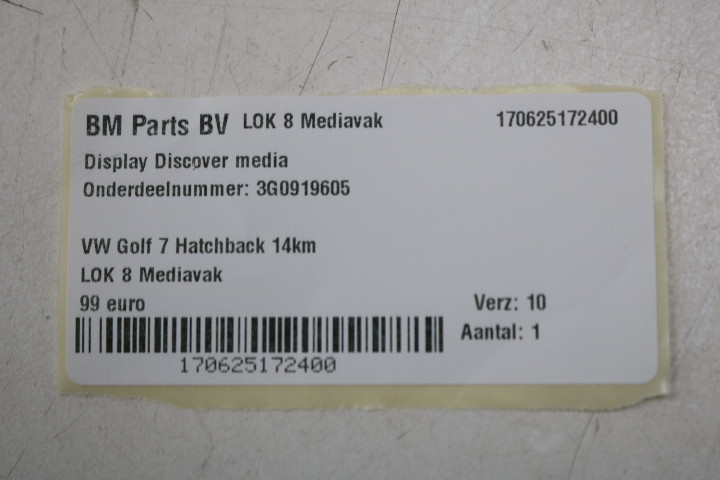 BM Parts BV LOK 8 Mediavak 170625172400
Display Discover media
Onderdeelnummer: 3G0919605
VW Golf 7 Hatchback 14km
LOK 8 Mediavak
99 euro Verz: 10
Aantal: 1
170625172400